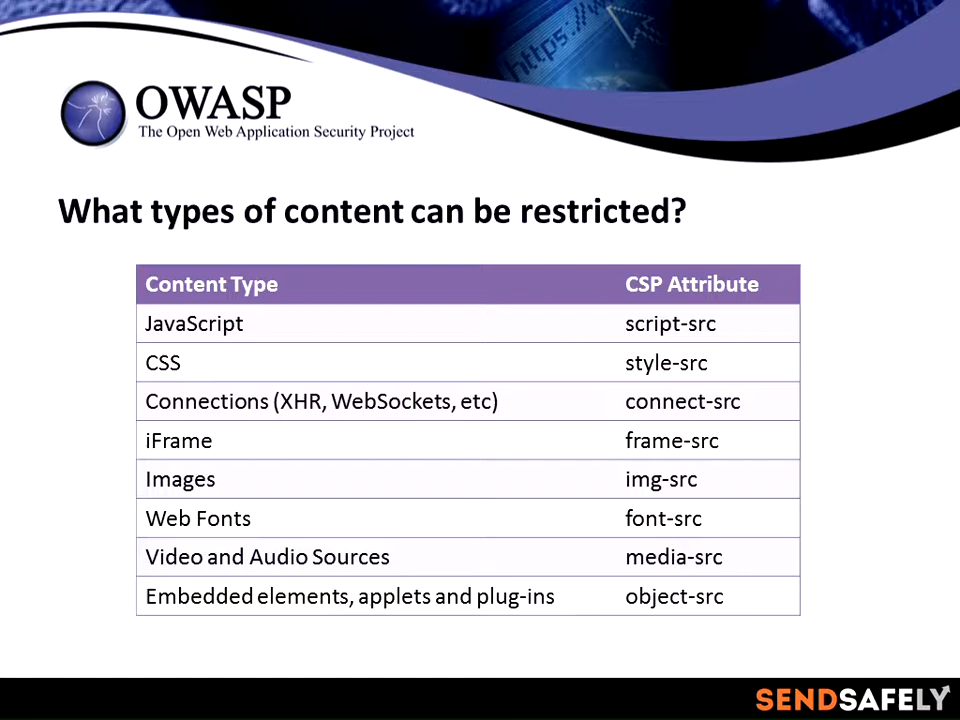 https://w
OWASP
The Open Web Application Security Project
What types of content can be restricted?
Content Type CSP Attribute
JavaScript script-src
CSS style-src
Connections (XHR, WebSockets, etc) connect-src
iFrame frame-src
Images img-src
Web Fonts font-src
Video and Audio Sources media-src
Embedded elements, applets and plug-ins object-src
SENDSAFELY